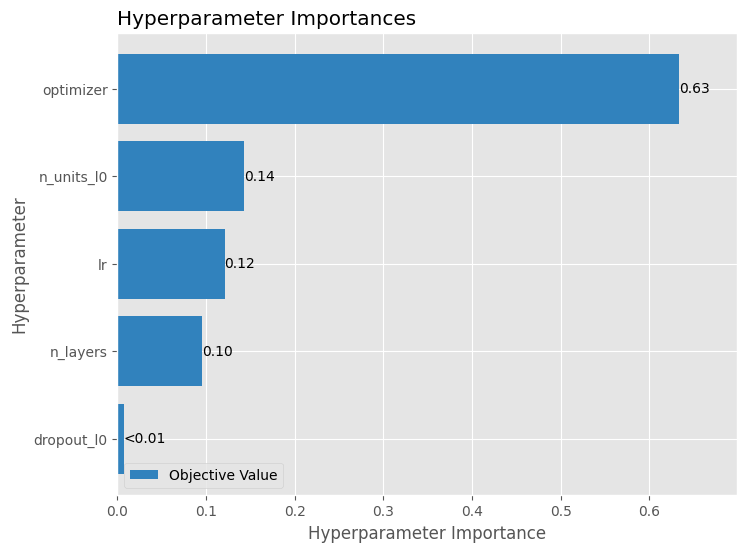 Hyperparameter Importances
Hyperparameter
optimizer
0.63
n_units_l0
0.14
lr
0.12
n_layers
0.10
dropout_l0
<0.01
Objective Value
0.0 0.1 0.2 0.3 0.4 0.5 0.6
Hyperparameter Importance